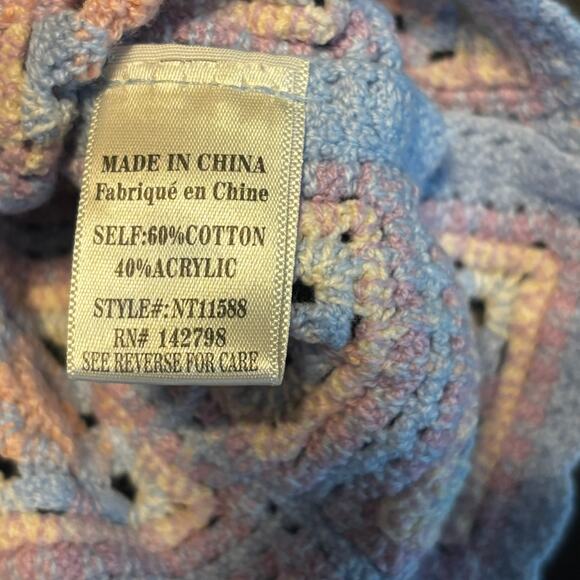 MADE IN CHINA
Fabriqué en Chine
SELF:60%COTTON
40%ACRYLIC
STYLE#:NT11588
RN# 142798
SEE REVERSE FOR CARE